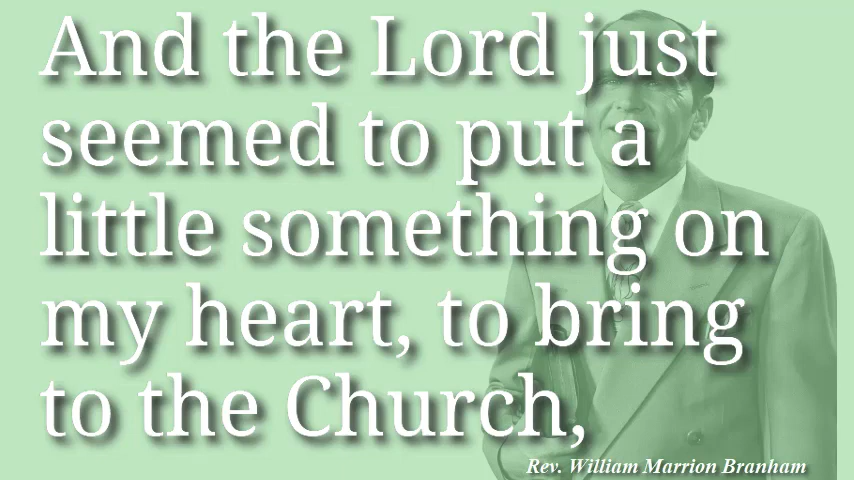 And the Lord just
seemed to put a
little something on
my heart, to bring
to the Church,
Rev. William Marrion Branham